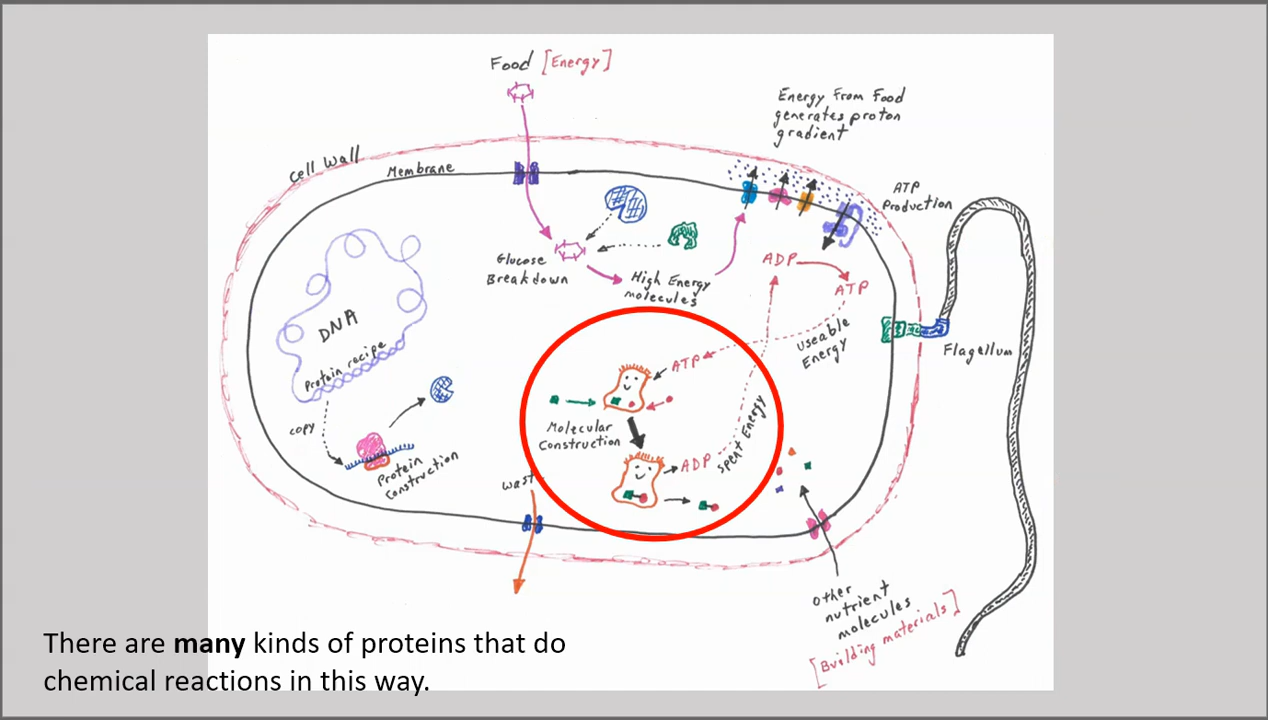 Food [Energy]
Energy From Food
generates proton
gradient
Cell Wall
Membrane
ATP
Production
Glucose
Breakdown
High Energy
molecules
ADP
ATP
DNA
Protein recipe
Useable
Energy
Flagellum
ATP
copy
Molecular
Construction
Protein
Construction
ADP
Spent Energy
wast
Other
nutrient
molecules
[Building materials]
There are many kinds of proteins that do
chemical reactions in this way.